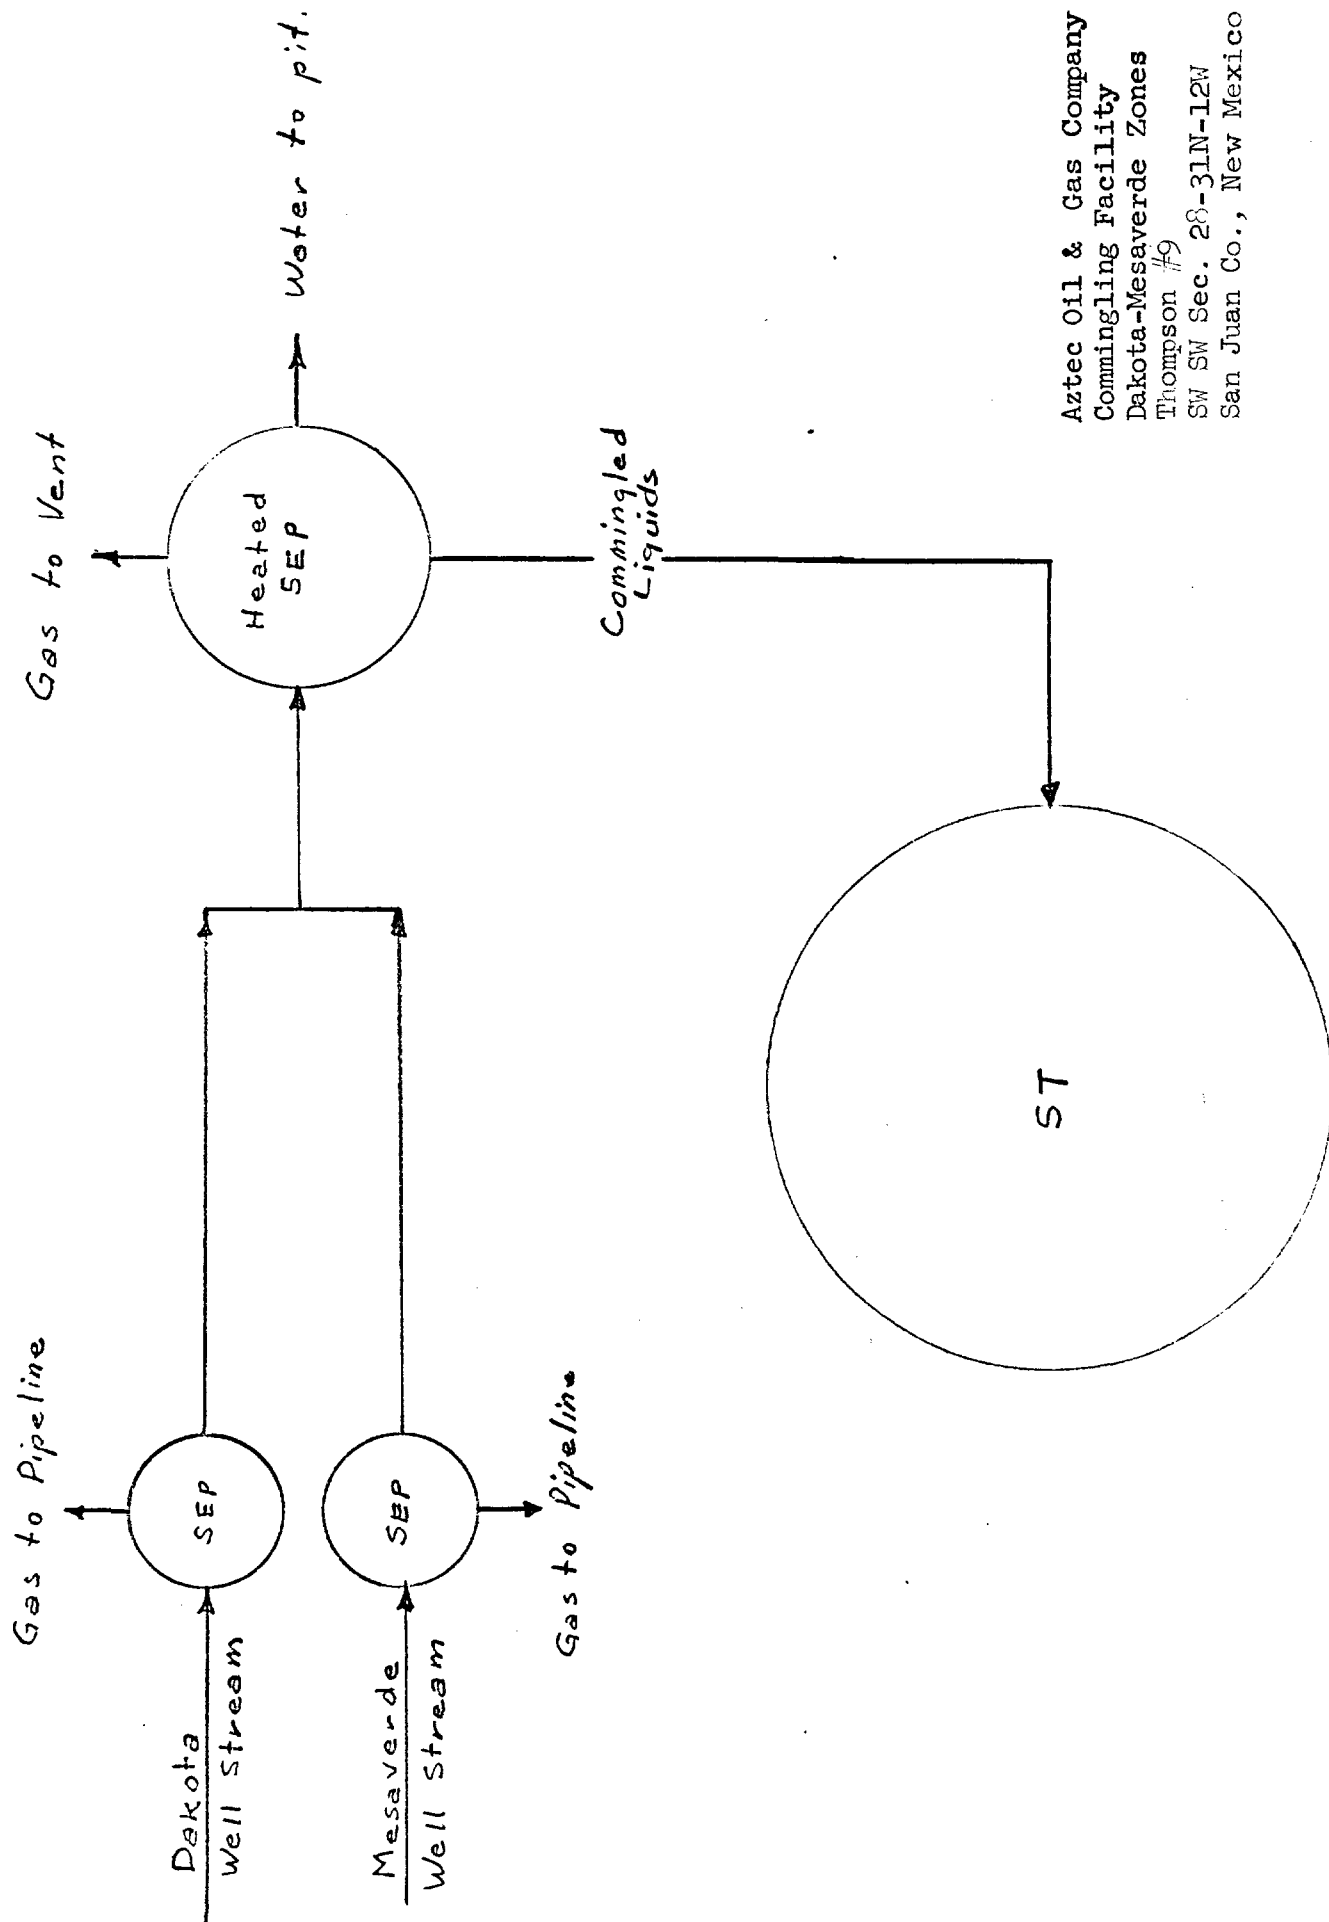 Gas to Pipeline
Gas to Vent
Dakota
Well Stream
SEP
Heated
SEP
Water to pit.
Mesaverde
Well Stream
SEP
Gas to Pipeline
Commingled
Liquids
ST
Aztec Oil & Gas Company
Commingling Facility
Dakota-Mesaverde Zones
Thompson #9
SW SW Sec. 28-31N-12W
San Juan Co., New Mexico